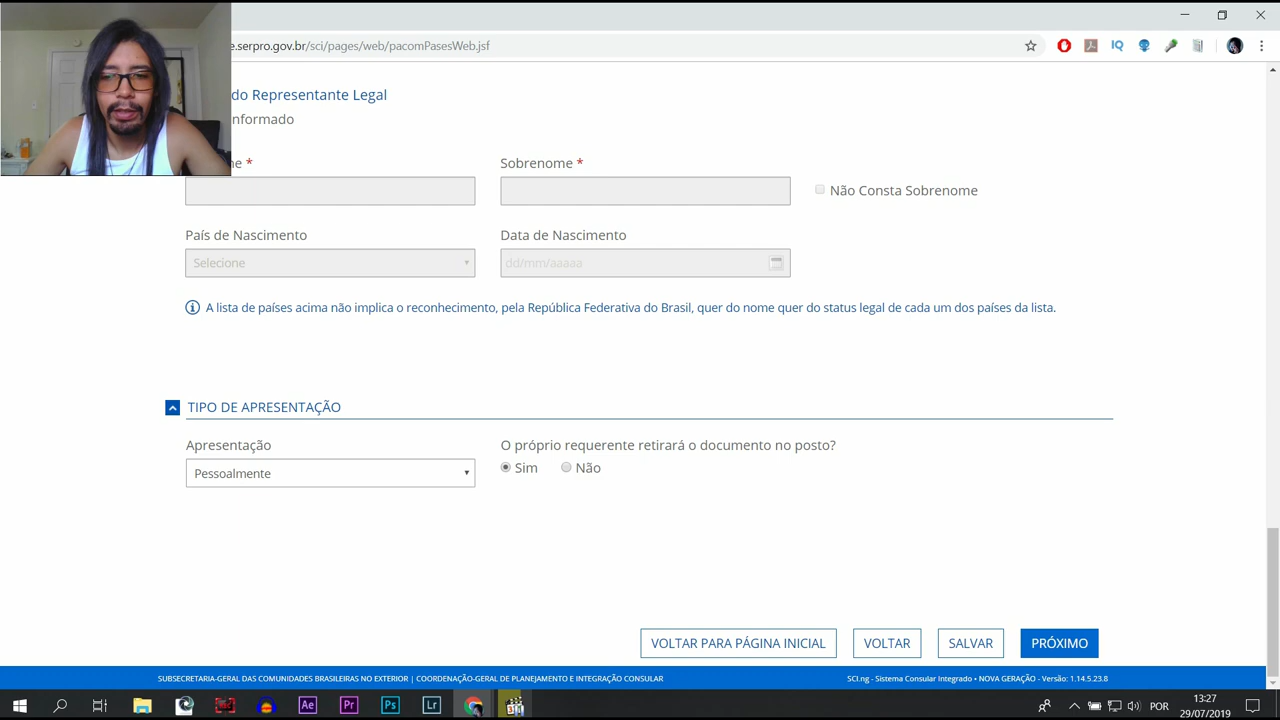 e.serpro.gov.br/sci/pages/web/pacomPasesWeb.jsf
do Representante Legal
nformado
Sobrenome *
Não Consta Sobrenome
País de Nascimento
Data de Nascimento
Selecione
dd/mm/aaaaa
A lista de países acima não implica o reconhecimento, pela República Federativa do Brasil, quer do nome quer do status legal de cada um dos países da lista.
TIPO DE APRESENTAÇÃO
Apresentação
O próprio requerente retirará o documento no posto?
Pessoalmente
Sim
Não
VOLTAR PARA PÁGINA INICIAL
VOLTAR
SALVAR
PRÓXIMO
SUBSECRETARIA-GERAL DAS COMUNIDADES BRASILEIRAS NO EXTERIOR | COORDENAÇÃO-GERAL DE PLANEJAMENTO E INTEGRAÇÃO CONSULAR
SCI.ng - Sistema Consular Integrado • NOVA GERAÇÃO - Versão: 1.14.5.23.8
IQ
Ae
Pr
Ps
Lr
POR
13:27
29/07/2019